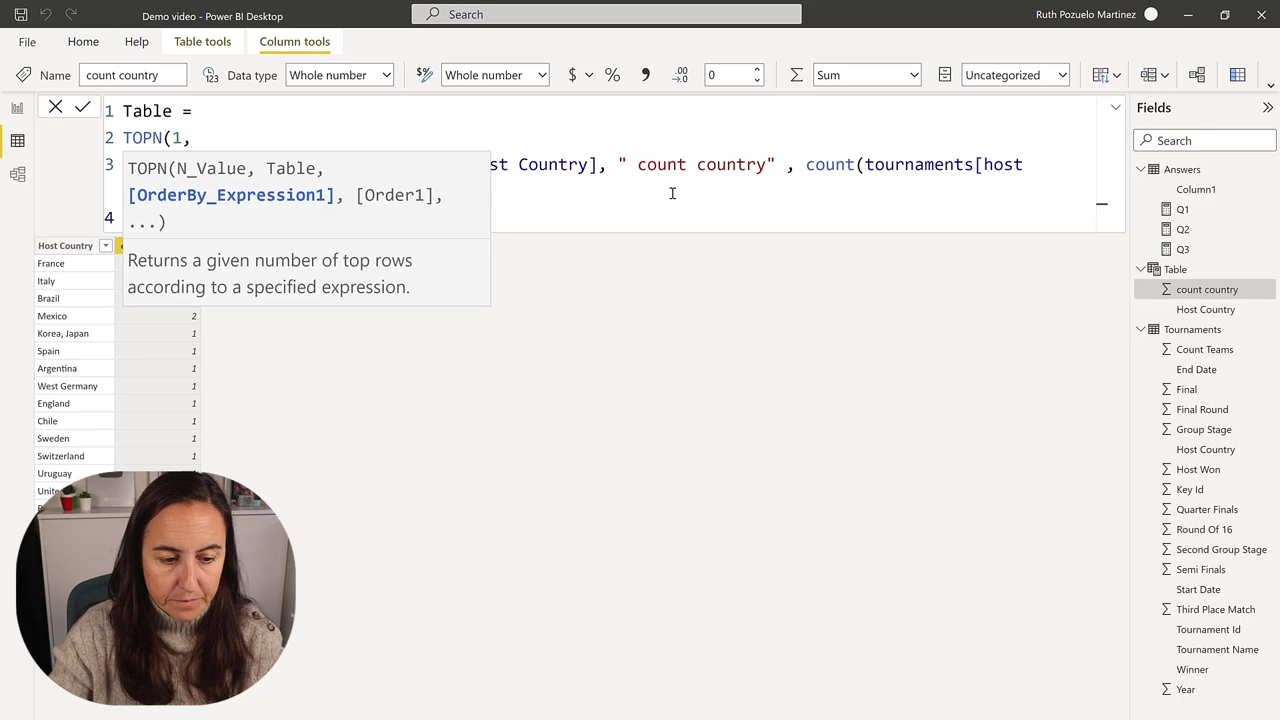 Demo video - Power BI Desktop
Search
Ruth Pozuelo Martinez
File
Home
Help
Table tools
Column tools
Name
count country
Data type
Whole number
Whole number
$
%
0
Sum
Uncategorized
1 Table =
2 TOPN(1,
3 st Country], " count country" , count(tournaments[host
4
TOPN(N_Value, Table,
[OrderBy_Expression1], [Order1],
...)
Returns a given number of top rows
according to a specified expression.
Host Country
France
Italy
Brazil
Mexico 2
Korea, Japan 1
Spain 1
Argentina 1
West Germany 1
England 1
Chile 1
Sweden 1
Switzerland 1
Uruguay
Fields
Search
Answers
Column1
Q1
Q2
Q3
Table
count country
Host Country
Tournaments
Count Teams
End Date
Final
Final Round
Group Stage
Host Country
Host Won
Key Id
Quarter Finals
Round Of 16
Second Group Stage
Semi Finals
Start Date
Third Place Match
Tournament Id
Tournament Name
Winner
Year